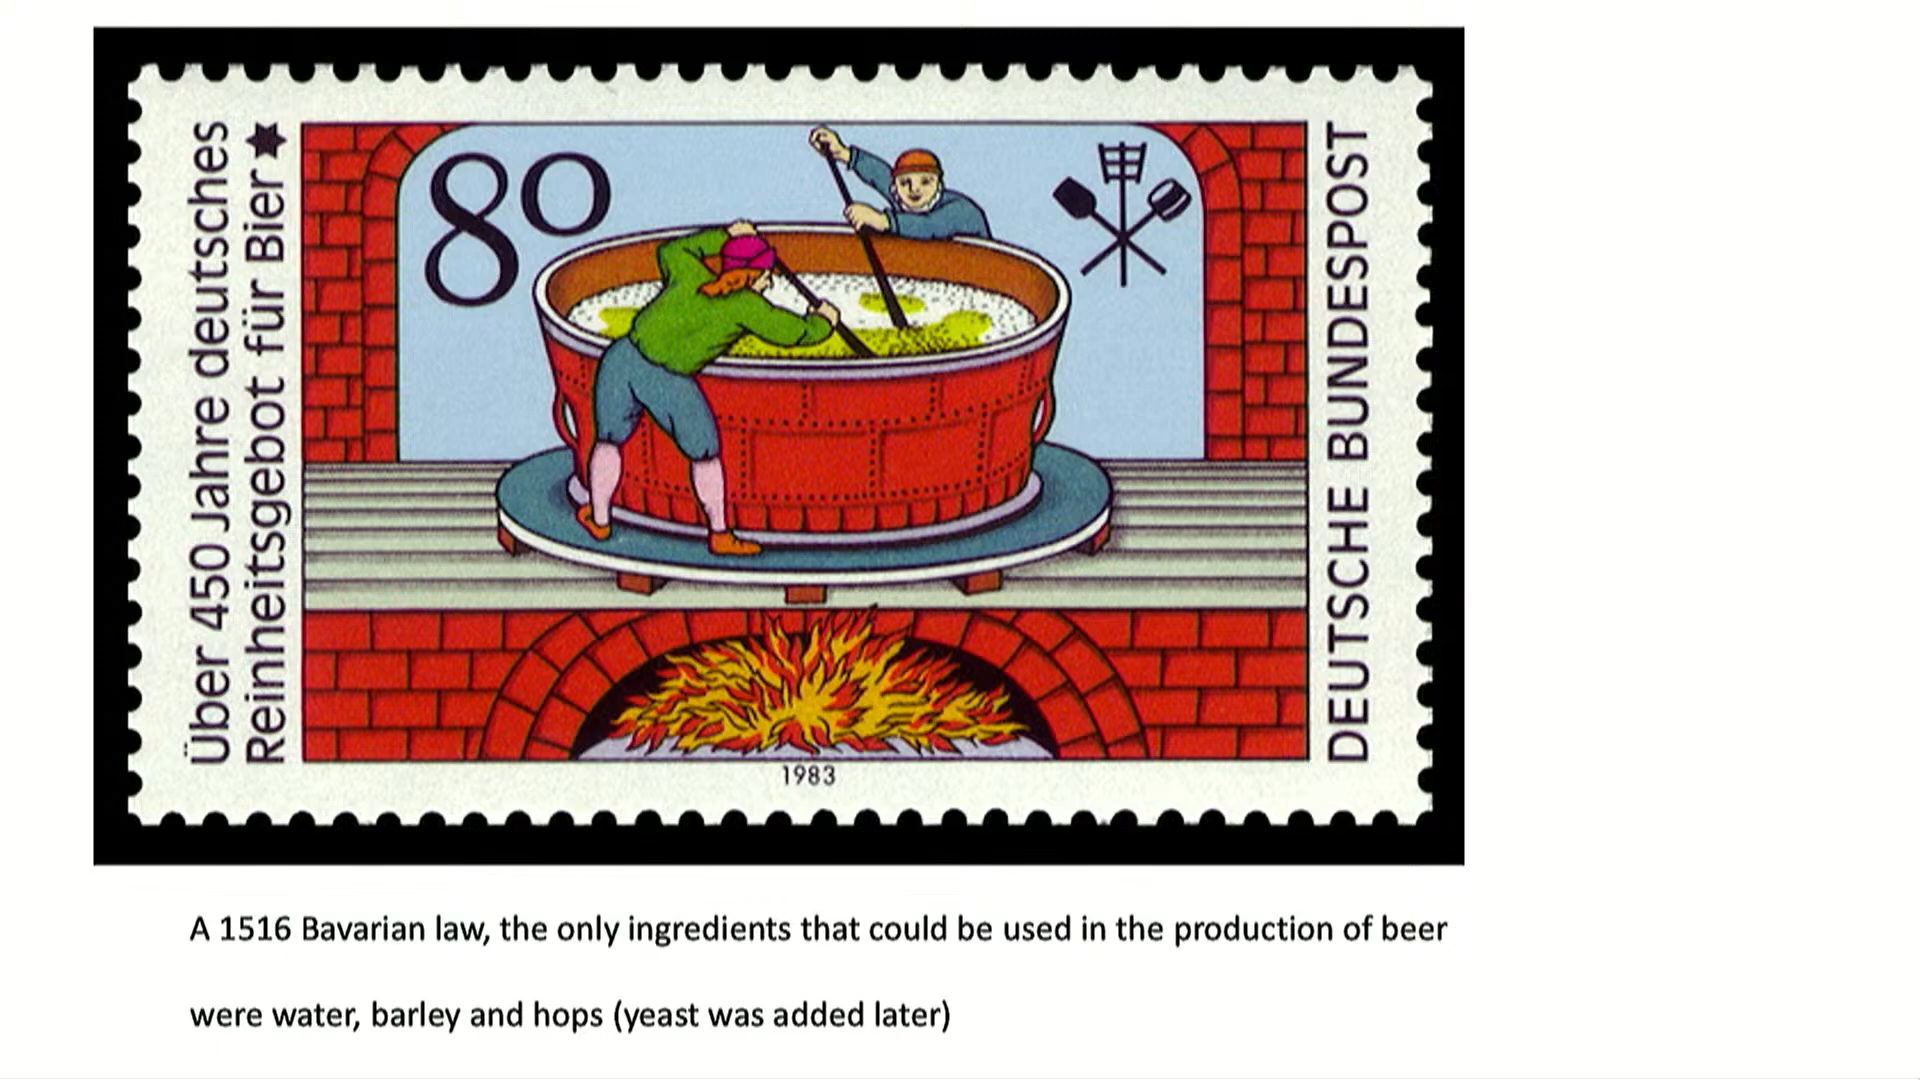 Über 450 Jahre deutsches
Reinheitsgebot für Bier
80
DEUTSCHE BUNDESPOST
1983
A 1516 Bavarian law, the only ingredients that could be used in the production of beer
were water, barley and hops (yeast was added later)